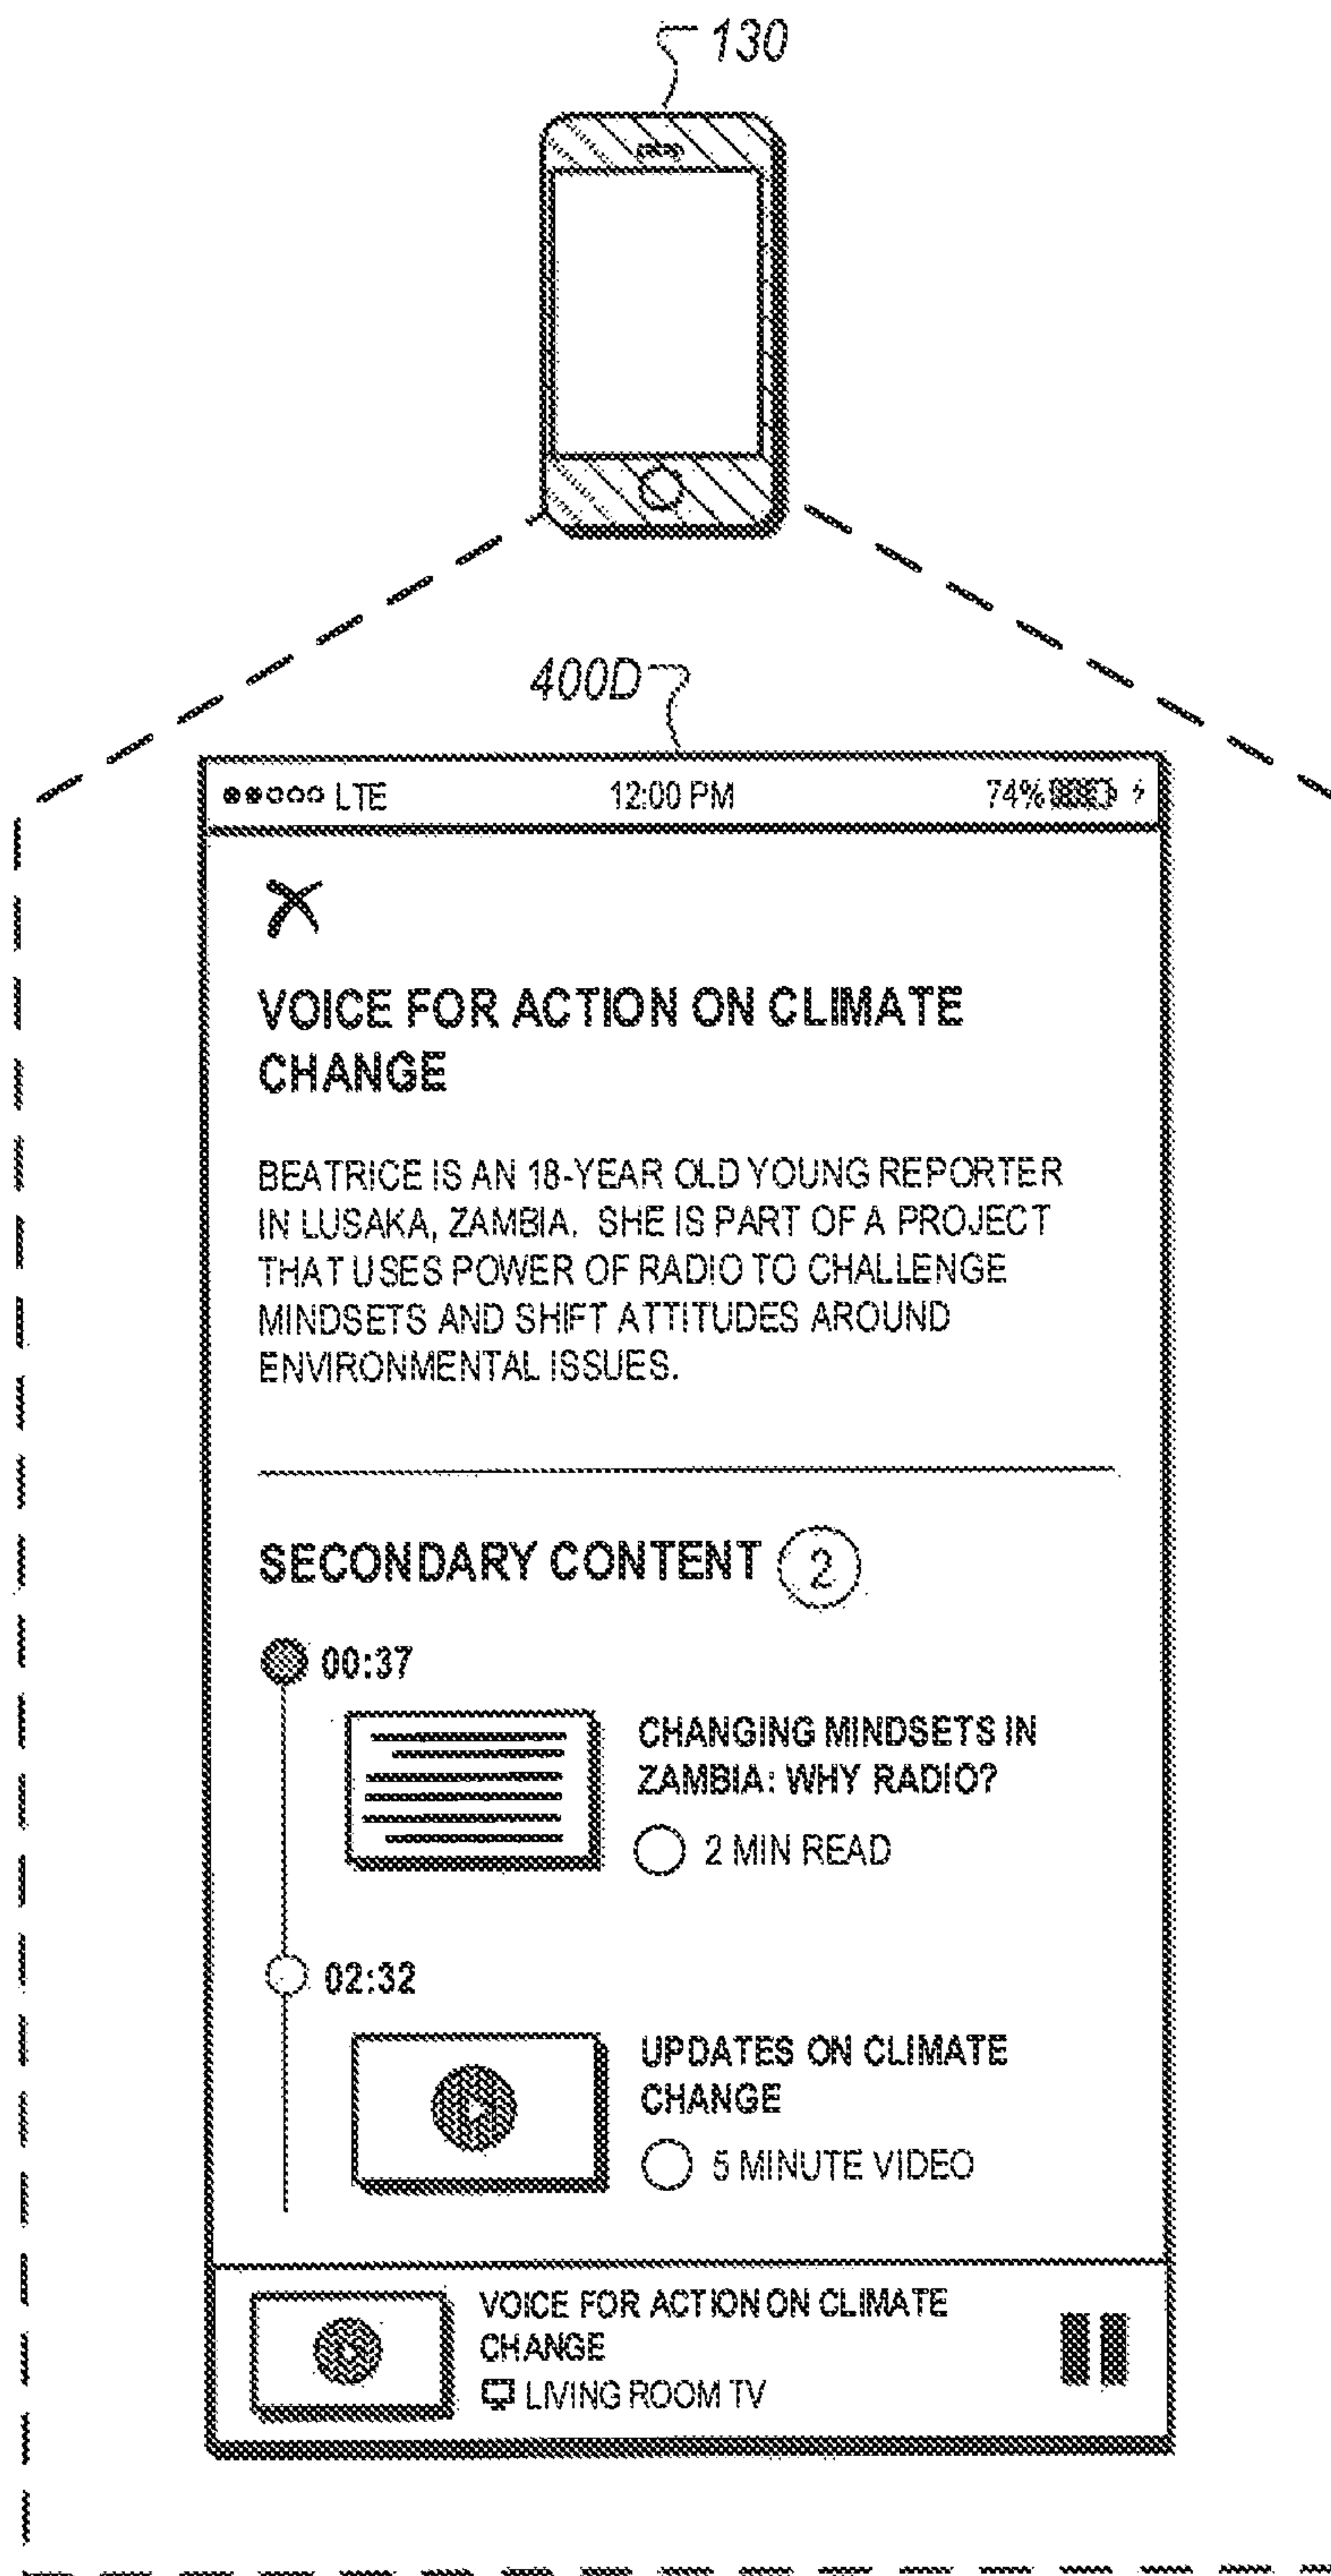 130
400D
LTE 12:00 PM 74%
VOICE FOR ACTION ON CLIMATE
CHANGE
BEATRICE IS AN 18-YEAR OLD YOUNG REPORTER
IN LUSAKA, ZAMBIA. SHE IS PART OF A PROJECT
THAT USES POWER OF RADIO TO CHALLENGE
MINDSETS AND SHIFT ATTITUDES AROUND
ENVIRONMENTAL ISSUES.
SECONDARY CONTENT 2
00:37
CHANGING MINDSETS IN
ZAMBIA: WHY RADIO?
2 MIN READ
02:32
UPDATES ON CLIMATE
CHANGE
5 MINUTE VIDEO
VOICE FOR ACTION ON CLIMATE
CHANGE
LIVING ROOM TV